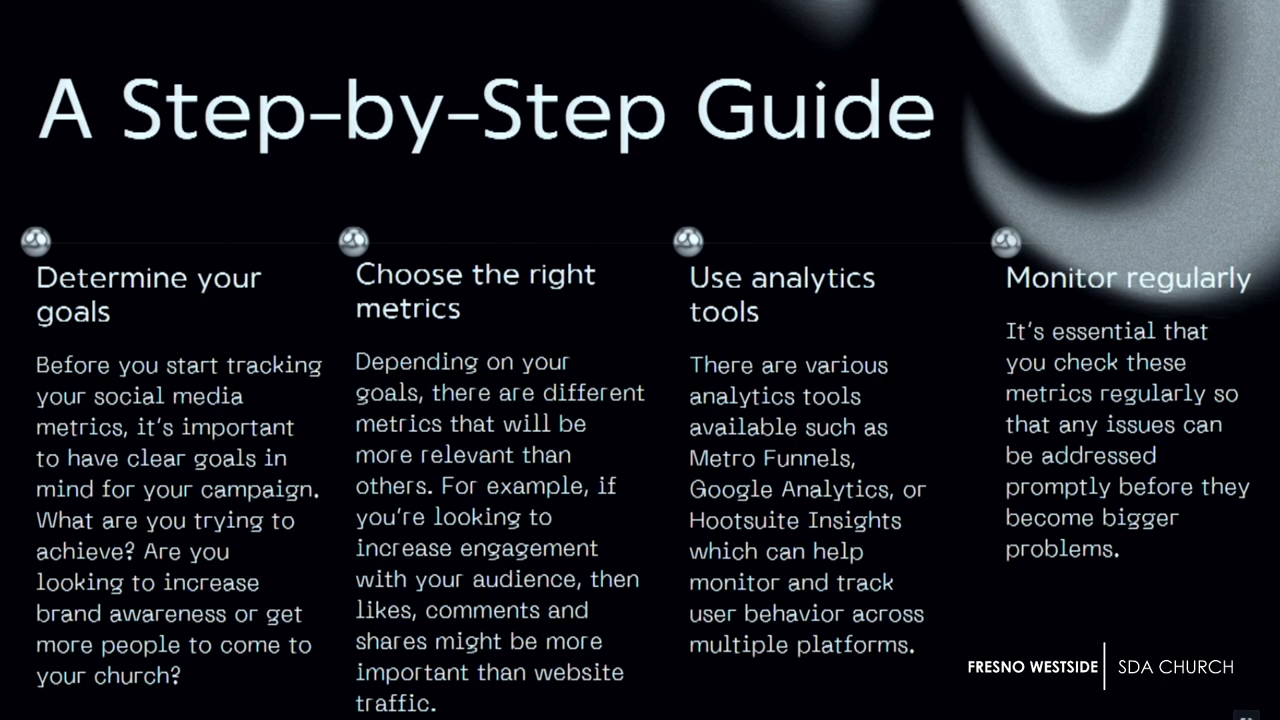 A Step-by-Step Guide
Determine your
goals
Before you start tracking
your social media
metrics, it's important
to have clear goals in
mind for your campaign.
What are you trying to
achieve? Are you
looking to increase
brand awareness or get
more people to come to
your church?
Choose the right
metrics
Depending on your
goals, there are different
metrics that will be
more relevant than
others. For example, if
you're looking to
increase engagement
with your audience, then
likes, comments and
shares might be more
important than website
traffic.
Use analytics
tools
There are various
analytics tools
available such as
Metro Funnels,
Google Analytics, or
Hootsuite Insights
which can help
monitor and track
user behavior across
multiple platforms.
Monitor regularly
It's essential that
you check these
metrics regularly so
that any issues can
be addressed
promptly before they
become bigger
problems.
FRESNO WESTSIDE SDA CHURCH